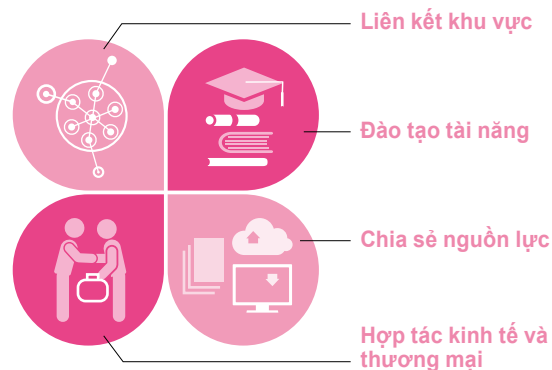 Liên kết khu vực
Đào tạo tài năng
Chia sẻ nguồn lực
Hợp tác kinh tế và
thương mại